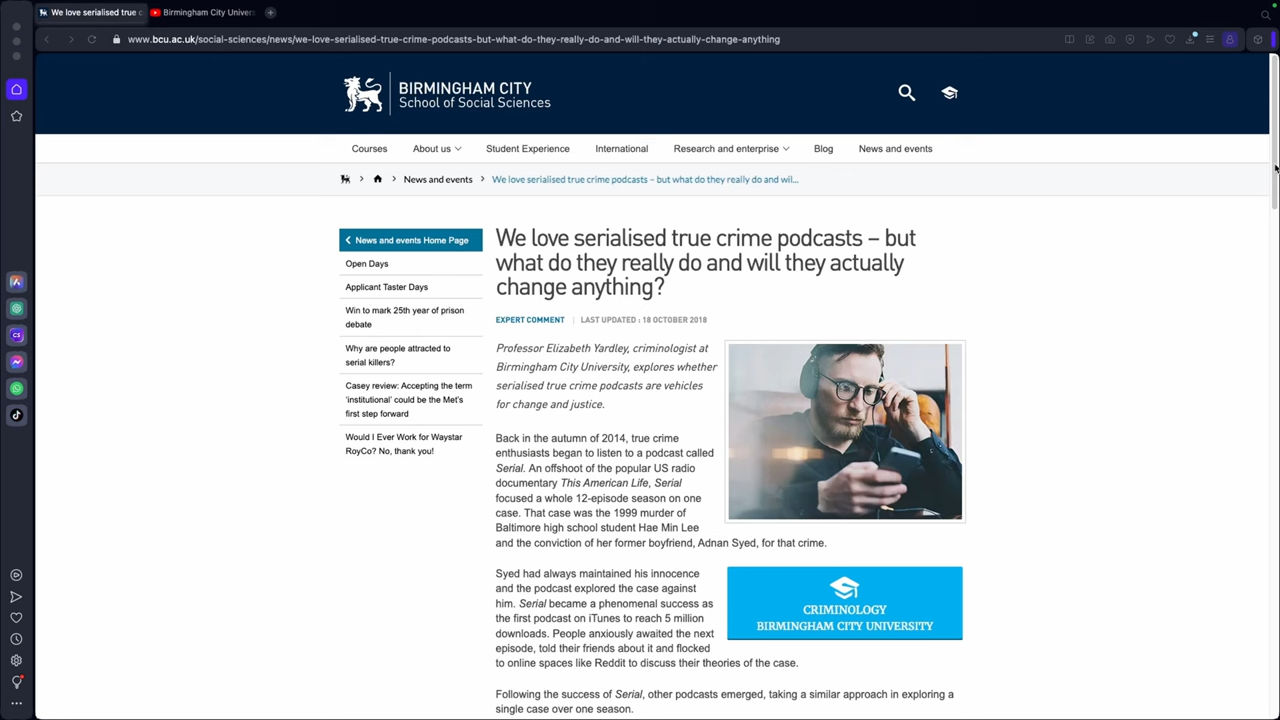 We love serialised true c
Birmingham City Univer
www.bcu.ac.uk/social-sciences/news/we-love-serialised-true-crime-podcasts-but-what-do-they-really-do-and-will-they-actually-change-anything
BIRMINGHAM CITY
School of Social Sciences
Courses About us Student Experience International Research and enterprise Blog News and events
News and events We love serialised true crime podcasts – but what do they really do and wil...
News and events Home Page
Open Days
Applicant Taster Days
Win to mark 25th year of prison
debate
Why are people attracted to
serial killers?
Casey review: Accepting the term
‘institutional’ could be the Met’s
first step forward
Would I Ever Work for Waystar
RoyCo? No, thank you!
We love serialised true crime podcasts – but
what do they really do and will they actually
change anything?
EXPERT COMMENT | LAST UPDATED : 18 OCTOBER 2018
Professor Elizabeth Yardley, criminologist at
Birmingham City University, explores whether
serialised true crime podcasts are vehicles
for change and justice.
Back in the autumn of 2014, true crime
enthusiasts began to listen to a podcast called
Serial. An offshoot of the popular US radio
documentary This American Life, Serial
focused a whole 12-episode season on one
case. That case was the 1999 murder of
Baltimore high school student Hae Min Lee
and the conviction of her former boyfriend, Adnan Syed, for that crime.
Syed had always maintained his innocence
and the podcast explored the case against
him. Serial became a phenomenal success as
the first podcast on iTunes to reach 5 million
downloads. People anxiously awaited the next
episode, told their friends about it and flocked
to online spaces like Reddit to discuss their theories of the case.
CRIMINOLOGY
BIRMINGHAM CITY UNIVERSITY
Following the success of Serial, other podcasts emerged, taking a similar approach in exploring a
single case over one season.